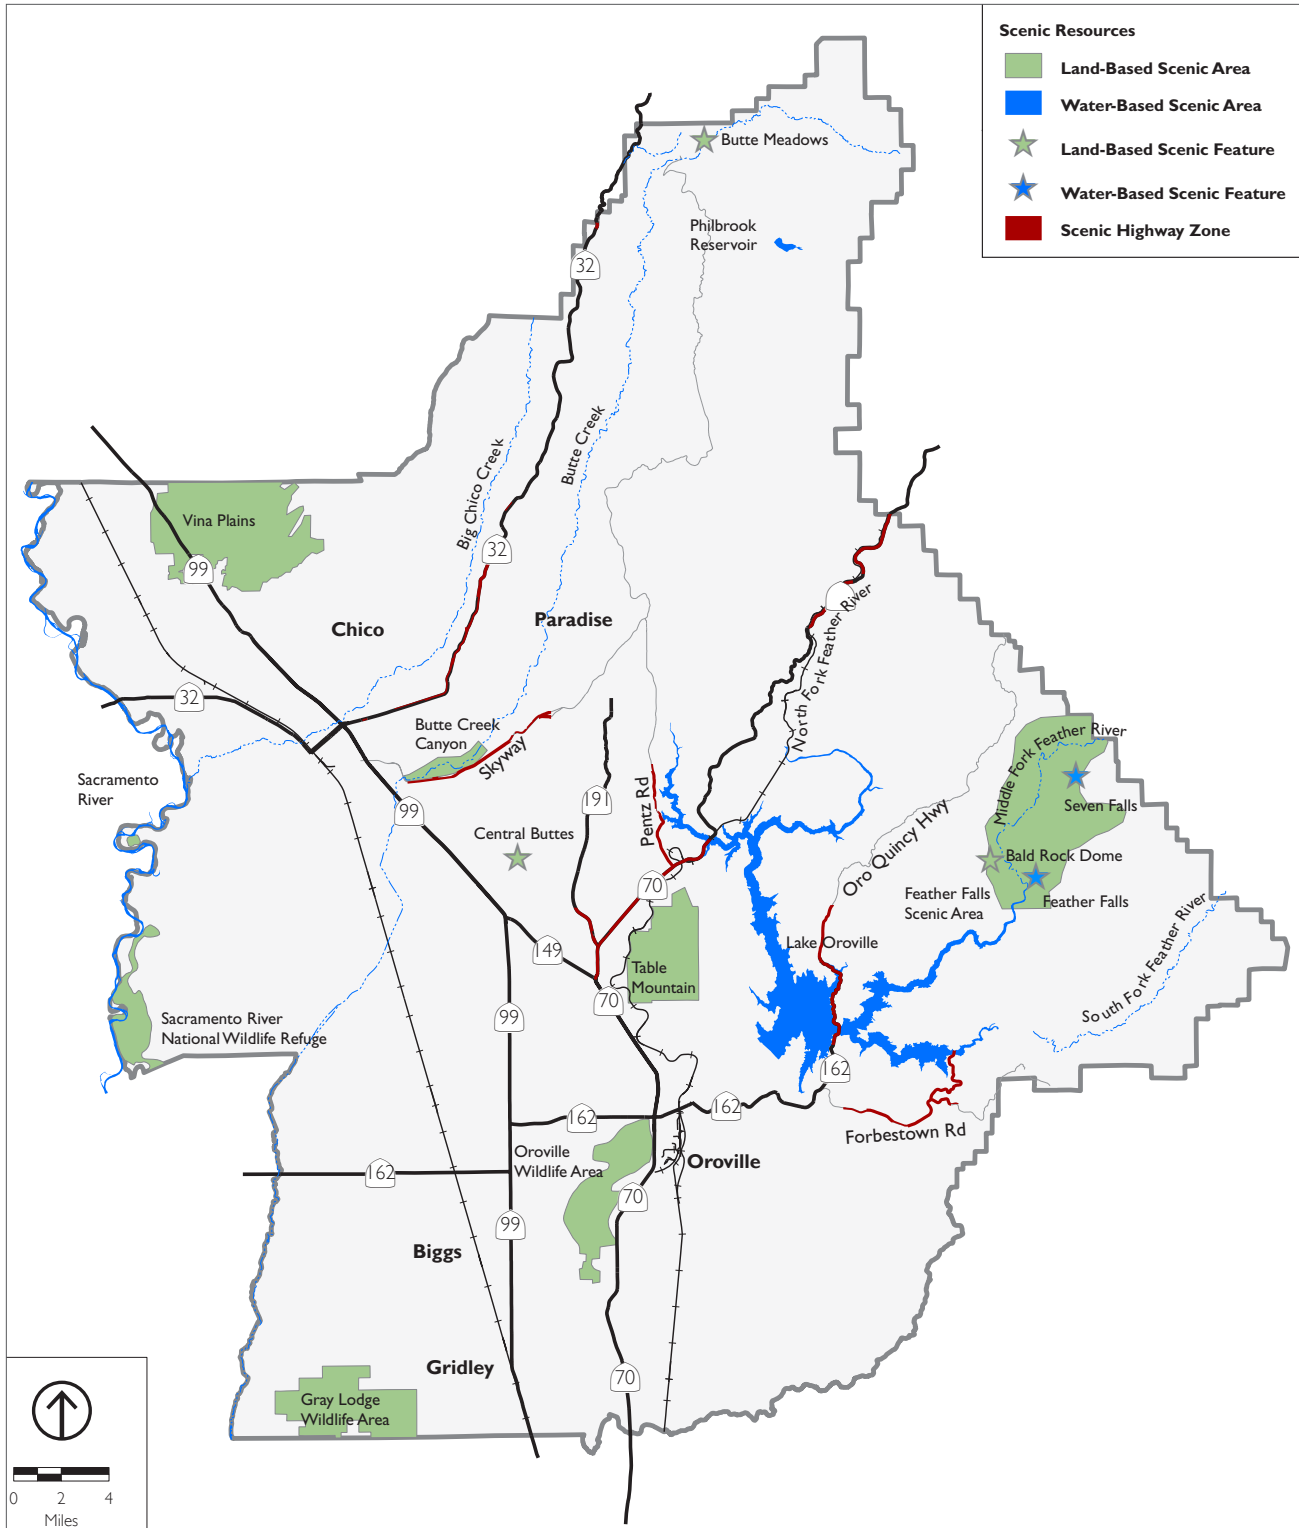 Scenic Resources
Land-Based Scenic Area
Water-Based Scenic Area
Land-Based Scenic Feature
Water-Based Scenic Feature
Scenic Highway Zone
Butte Meadows
Philbrook
Reservoir
32
Big Chico Creek
Butte Creek
Vina Plains
99
32
Chico
Paradise
North Fork Feather River
32
Butte Creek
Canyon
Skyway
Sacramento
River
99
191
Pentz Rd
Central Buttes
70
Oro Quincy Hwy
Middle Fork Feather River
Seven Falls
Bald Rock Dome
Feather Falls
Scenic Area
Feather Falls
South Fork Feather River
149
Lake Oroville
Table
Mountain
70
99
Sacramento River
National Wildlife Refuge
162
162
162
Forbestown Rd
Oroville
Wildlife Area
Oroville
162
70
99
Biggs
Gridley
70
Gray Lodge
Wildlife Area
0 2 4
Miles